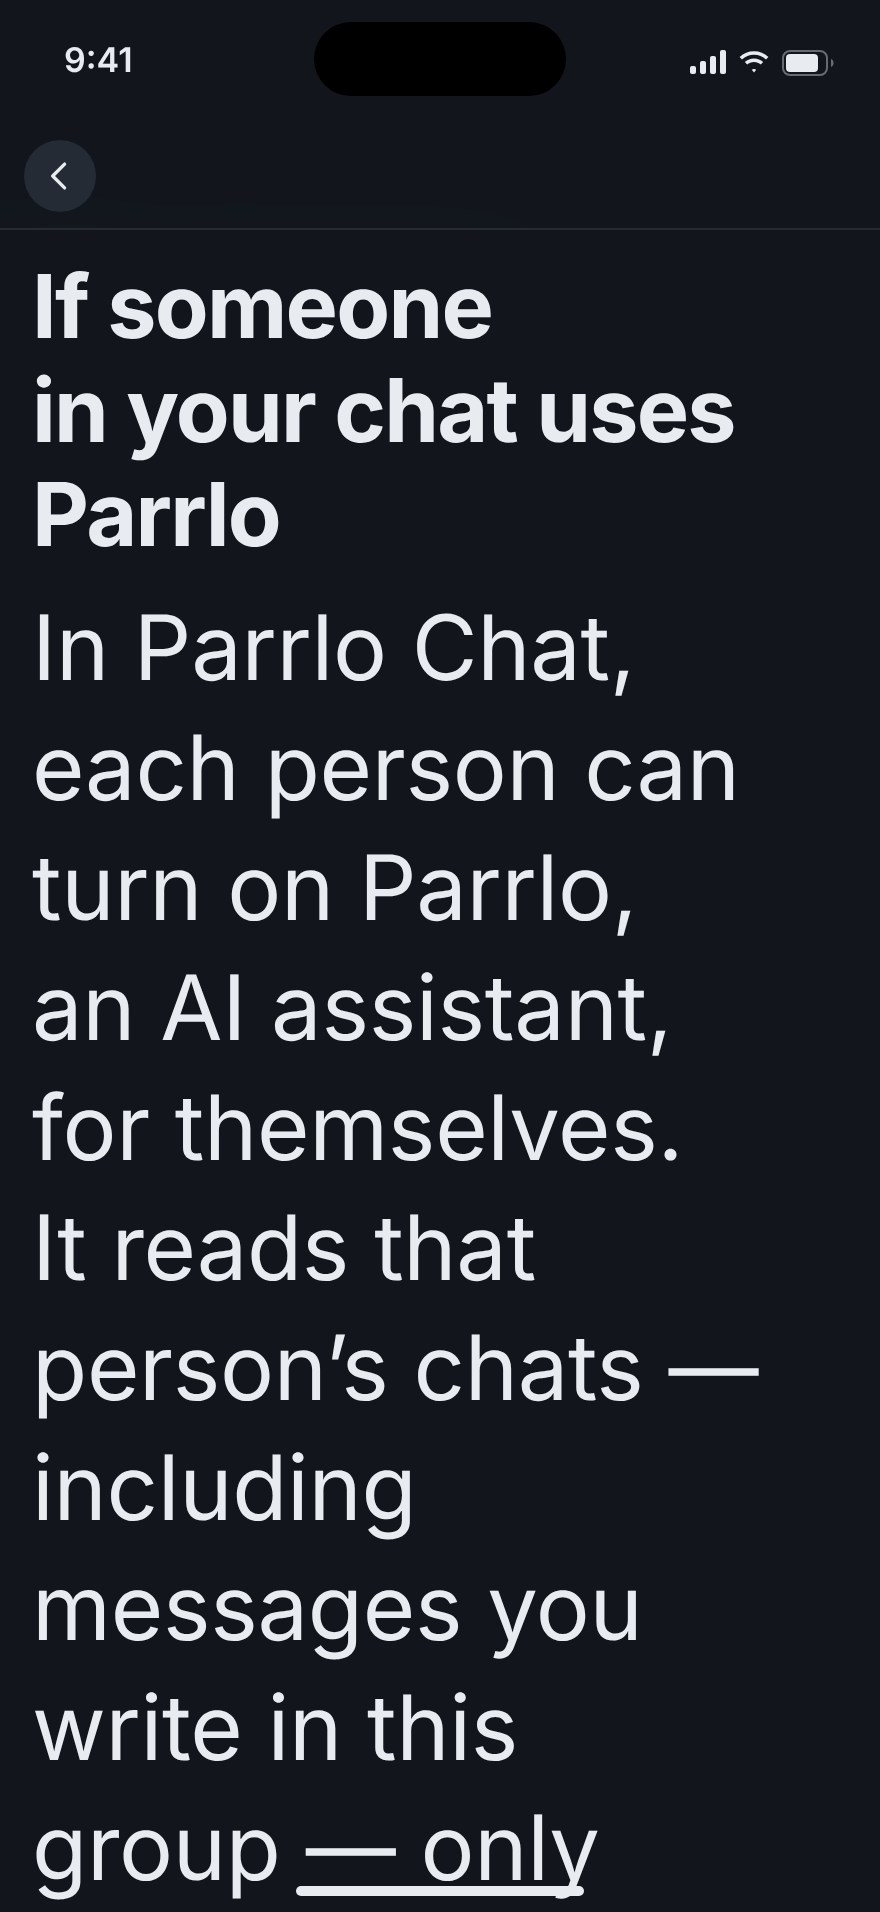 9:41
If someone
in your chat uses
Parrlo
In Parrlo Chat,
each person can
turn on Parrlo,
an AI assistant,
for themselves.
It reads that
person’s chats —
including
messages you
write in this
group — only